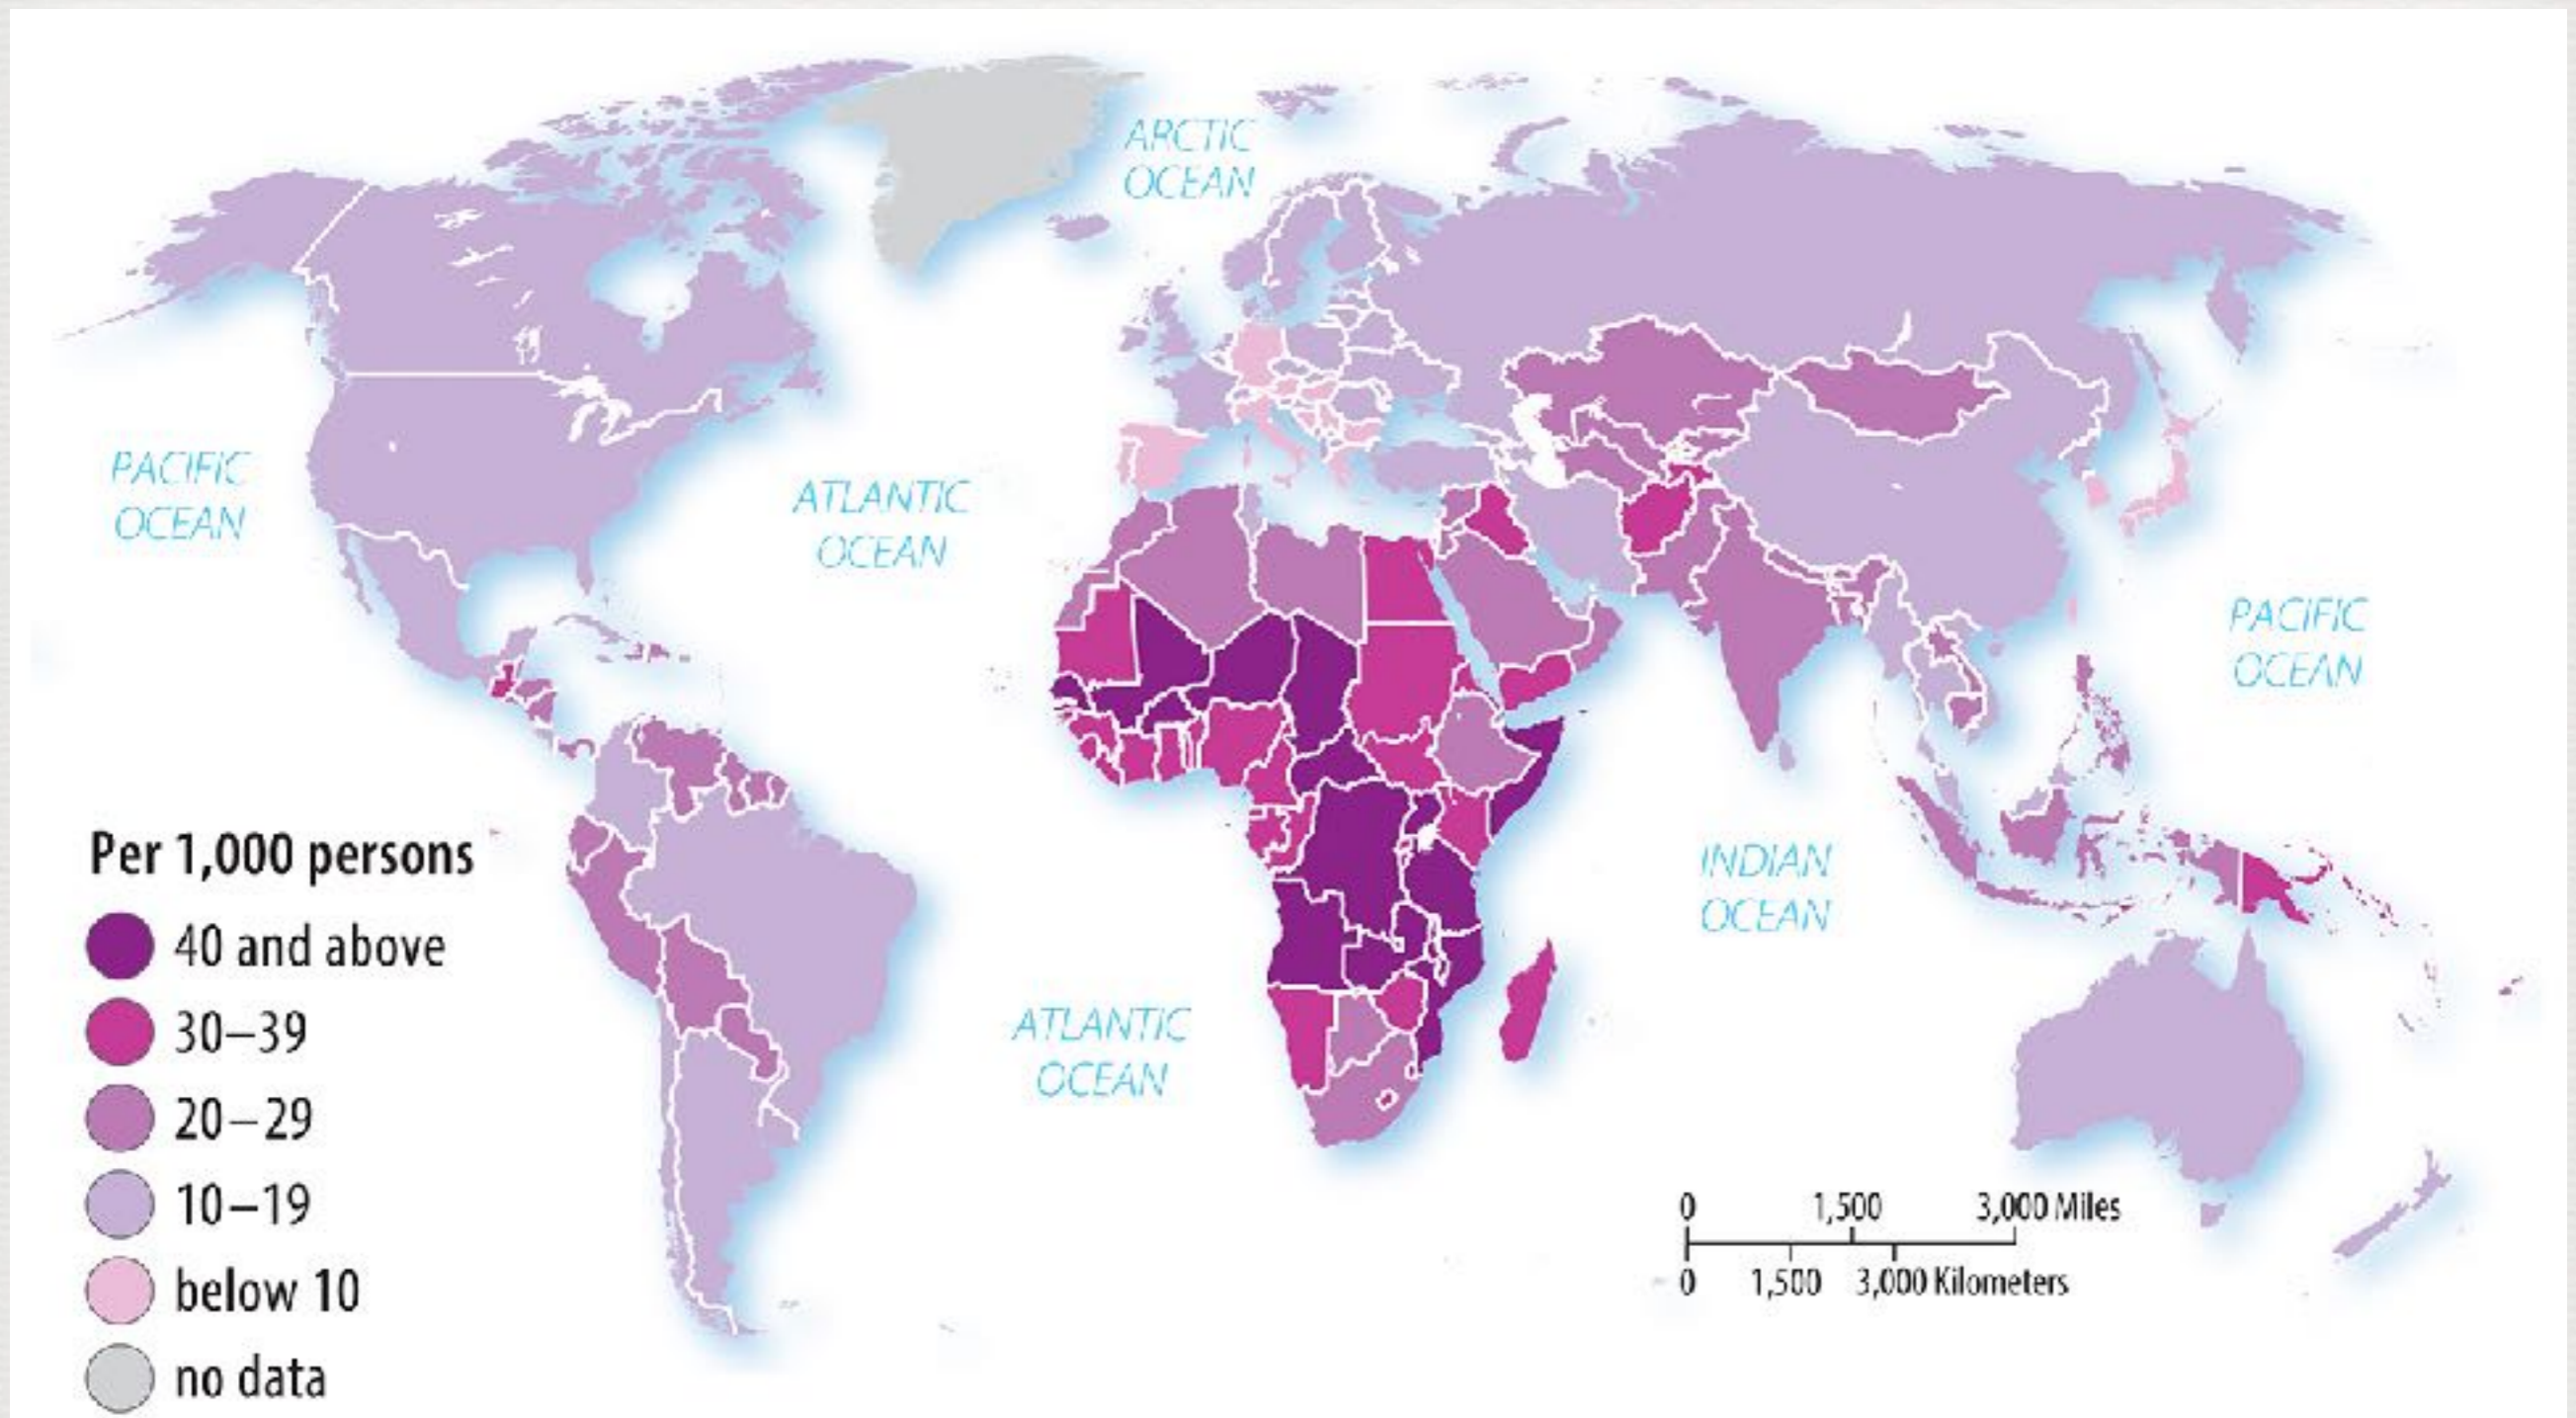 ARCTIC
OCEAN
PACIFIC
OCEAN
ATLANTIC
OCEAN
PACIFIC
OCEAN
INDIAN
OCEAN
ATLANTIC
OCEAN
Per 1,000 persons
40 and above
30–39
20–29
10–19
below 10
no data
0 1,500 3,000 Miles
0 1,500 3,000 Kilometers